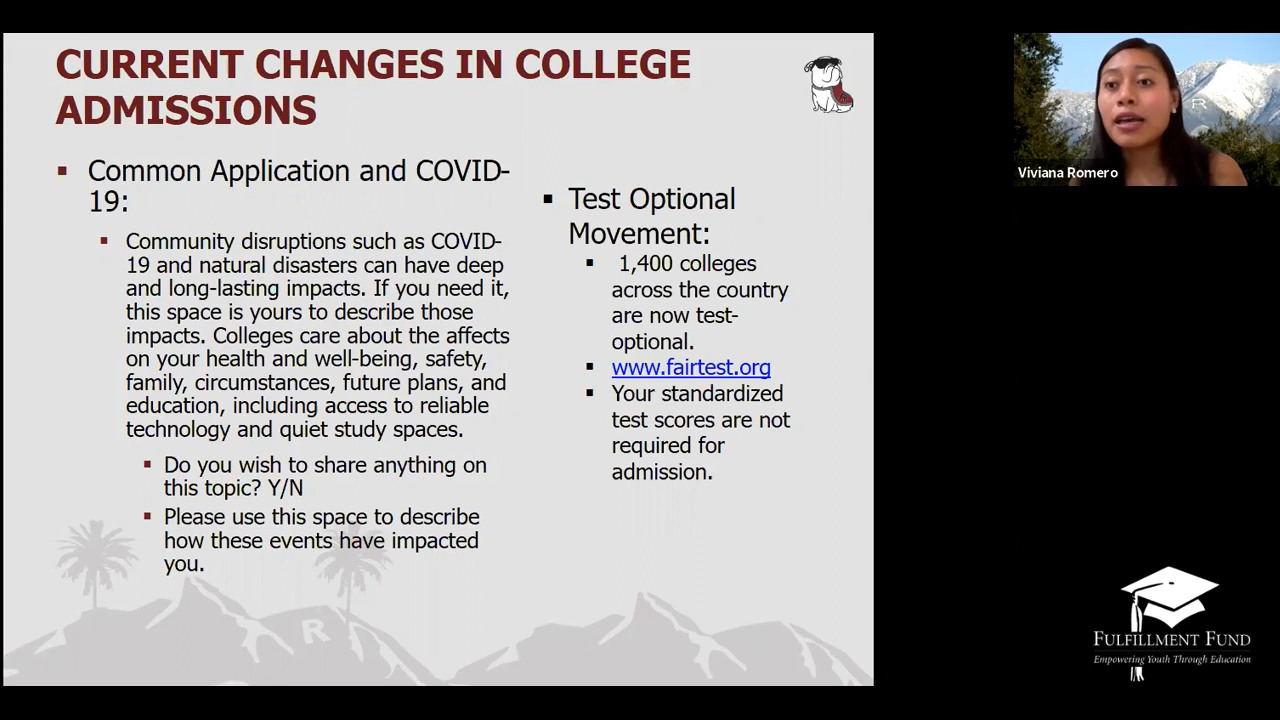 CURRENT CHANGES IN COLLEGE
ADMISSIONS
Common Application and COVID-
19:
Community disruptions such as COVID-
19 and natural disasters can have deep
and long-lasting impacts. If you need it,
this space is yours to describe those
impacts. Colleges care about the affects
on your health and well-being, safety,
family, circumstances, future plans, and
education, including access to reliable
technology and quiet study spaces.
Do you wish to share anything on
this topic? Y/N
Please use this space to describe
how these events have impacted
you.
R
Test Optional
Movement:
1,400 colleges
across the country
are now test-
optional.
www.fairtest.org
Your standardized
test scores are not
required for
admission.
R
Viviana Romero
FULFILLMENT FUND
Empowering Youth Through Education